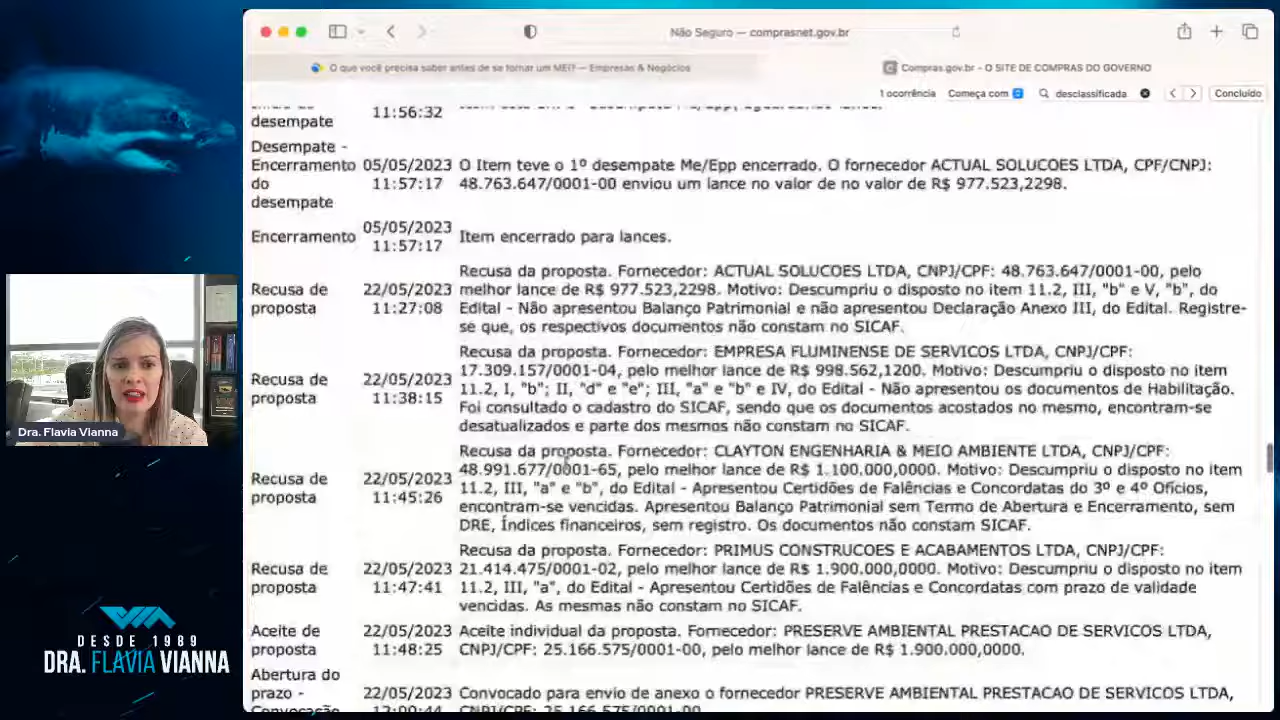 Não Seguro — comprasnet.gov.br
O que você precisa saber antes de se tornar um MEI? — Empresas & Negócios
Compras.gov.br - O SITE DE COMPRAS DO GOVERNO
1 ocorrência Começa com desclassificada Concluído
desempate 11:56:32
Desempate -
Encerramento
do
desempate
05/05/2023
11:57:17
O Item teve o 1º desempate Me/Epp encerrado. O fornecedor ACTUAL SOLUCOES LTDA, CPF/CNPJ:
48.763.647/0001-00 enviou um lance no valor de no valor de R$ 977.523,2298.
Encerramento
05/05/2023
11:57:17
Item encerrado para lances.
Recusa de
proposta
22/05/2023
11:27:08
Recusa da proposta. Fornecedor: ACTUAL SOLUCOES LTDA, CNPJ/CPF: 48.763.647/0001-00, pelo
melhor lance de R$ 977.523,2298. Motivo: Descumpriu o disposto no item 11.2, III, "b" e V, "b", do
Edital - Não apresentou Balanço Patrimonial e não apresentou Declaração Anexo III, do Edital. Registre-
se que, os respectivos documentos não constam no SICAF.
Recusa de
proposta
22/05/2023
11:38:15
Recusa da proposta. Fornecedor: EMPRESA FLUMINENSE DE SERVICOS LTDA, CNPJ/CPF:
17.309.157/0001-04, pelo melhor lance de R$ 998.562,1200. Motivo: Descumpriu o disposto no item
11.2, I, "b"; II, "d" e "e"; III, "a" e "b" e IV, do Edital - Não apresentou os documentos de Habilitação.
Foi consultado o cadastro do SICAF, sendo que os documentos acostados no mesmo, encontram-se
desatualizados e parte dos mesmos não constam no SICAF.
Recusa de
proposta
22/05/2023
11:45:26
Recusa da proposta. Fornecedor: CLAYTON ENGENHARIA & MEIO AMBIENTE LTDA, CNPJ/CPF:
48.991.677/0001-65, pelo melhor lance de R$ 1.100.000,0000. Motivo: Descumpriu o disposto no item
11.2, III, "a" e "b", do Edital - Apresentou Certidões de Falências e Concordatas do 3º e 4º Ofícios,
encontram-se vencidas. Apresentou Balanço Patrimonial sem Termo de Abertura e Encerramento, sem
DRE, Índices financeiros, sem registro. Os documentos não constam SICAF.
Recusa de
proposta
22/05/2023
11:47:41
Recusa da proposta. Fornecedor: PRIMUS CONSTRUCOES E ACABAMENTOS LTDA, CNPJ/CPF:
21.414.475/0001-02, pelo melhor lance de R$ 1.900.000,0000. Motivo: Descumpriu o disposto no item
11.2, III, "a", do Edital - Apresentou Certidões de Falências e Concordatas com prazo de validade
vencidas. As mesmas não constam no SICAF.
Aceite de
proposta
22/05/2023
11:48:25
Aceite individual da proposta. Fornecedor: PRESERVE AMBIENTAL PRESTACAO DE SERVICOS LTDA,
CNPJ/CPF: 25.166.575/0001-00, pelo melhor lance de R$ 1.900.000,0000.
Abertura do
prazo -
Convocação
22/05/2023
12:00:44
Convocado para envio de anexo o fornecedor PRESERVE AMBIENTAL PRESTACAO DE SERVICOS LTDA,
CNPJ/CPF: 25.166.575/0001-00.
Dra. Flavia Vianna
DESDE 1989
DRA. FLAVIA VIANNA